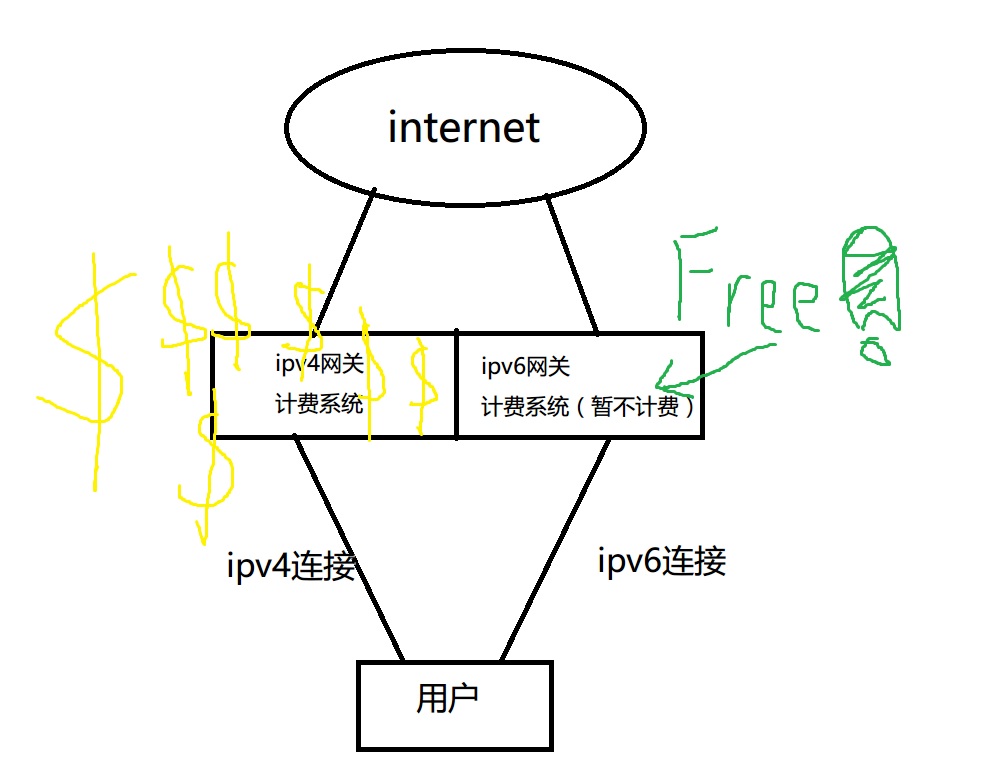 internet
Free!
$
$
$
$
$
$
$
ipv4网关
计费系统
ipv6网关
计费系统（暂不计费）
ipv4连接
ipv6连接
用户